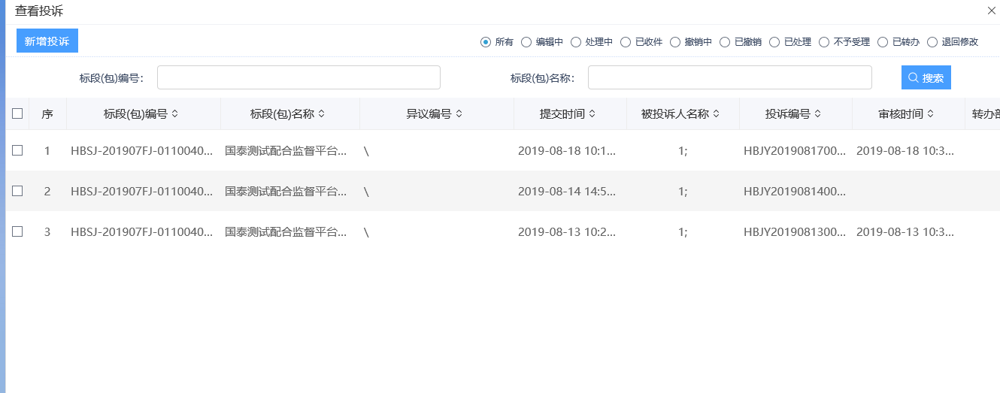 查看投诉
新增投诉 所有 编辑中 处理中 已收件 撤销中 已撤销 已处理 不予受理 已转办 退回修改
标段(包)编号： 标段(包)名称： 搜索
序 标段(包)编号 标段(包)名称 异议编号 提交时间 被投诉人名称 投诉编号 审核时间 转办部
1 HBSJ-201907FJ-0110040... 国泰测试配合监督平台... \ 2019-08-18 10:1... 1; HBJY2019081700... 2019-08-18 10:3...
2 HBSJ-201907FJ-0110040... 国泰测试配合监督平台... \ 2019-08-14 14:5... 1; HBJY2019081400...
3 HBSJ-201907FJ-0110040... 国泰测试配合监督平台... \ 2019-08-13 10:2... 1; HBJY2019081300... 2019-08-13 10:3...